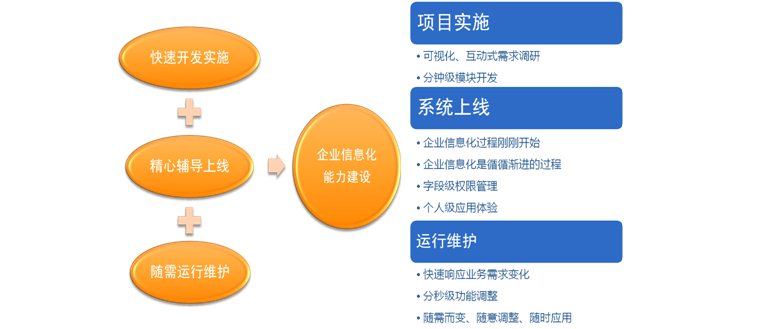 快速开发实施
精心辅导上线
随需运行维护
企业信息化
能力建设
项目实施
• 可视化、互动式需求调研
• 分钟级模块开发
系统上线
• 企业信息化过程刚刚开始
• 企业信息化是循循渐进的过程
• 字段级权限管理
• 个人级应用体验
运行维护
• 快速响应业务需求变化
• 分秒级功能调整
• 随需而变、随意调整、随时应用